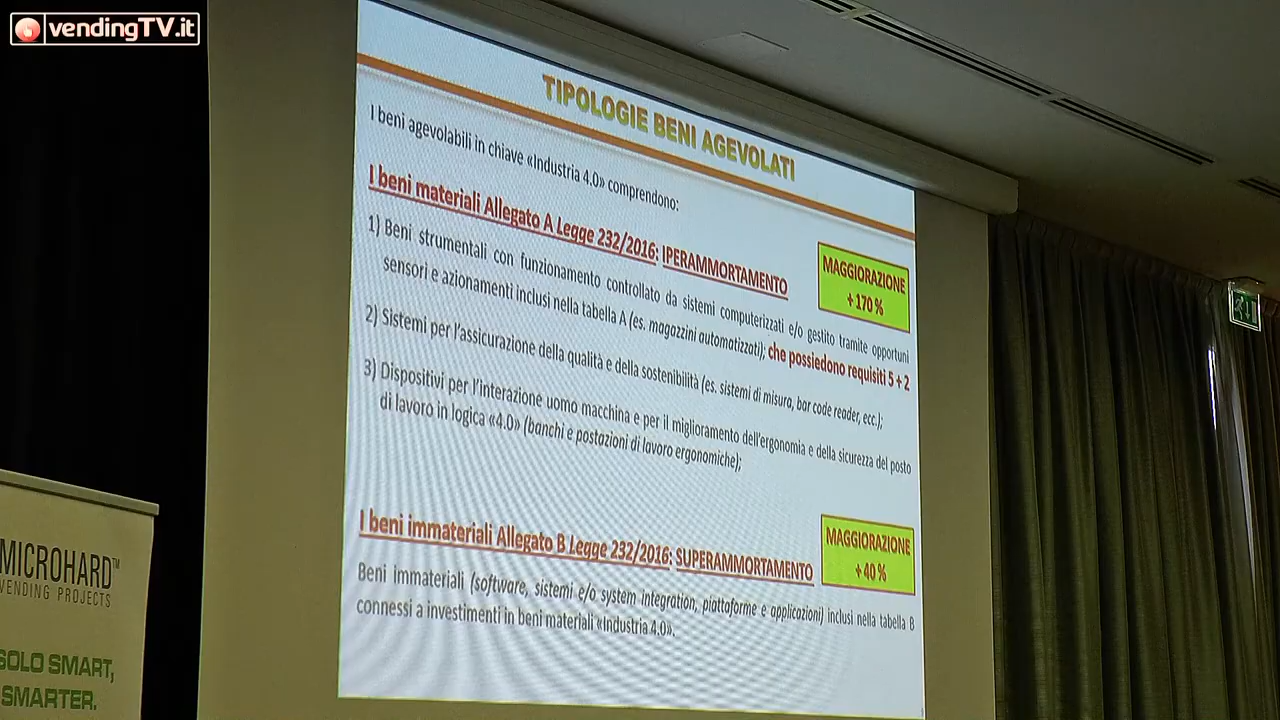 vendingTV.it
TIPOLOGIE BENI AGEVOLATI
I beni agevolabili in chiave «Industria 4.0» comprendono:
I beni materiali Allegato A Legge 232/2016: IPERAMMORTAMENTO
MAGGIORAZIONE
+ 170 %
1) Beni strumentali con funzionamento controllato da sistemi computerizzati e/o gestito tramite opportuni
sensori e azionamenti inclusi nella tabella A (es. magazzini automatizzati); che possiedono requisiti 5 + 2
2) Sistemi per l'assicurazione della qualità e della sostenibilità (es. sistemi di misura, bar code reader, ecc.);
3) Dispositivi per l'interazione uomo macchina e per il miglioramento dell'ergonomia e della sicurezza del posto
di lavoro in logica «4.0» (banchi e postazioni di lavoro ergonomiche);
I beni immateriali Allegato B Legge 232/2016: SUPERAMMORTAMENTO
MAGGIORAZIONE
+ 40 %
Beni immateriali (software, sistemi e/o system integration, piattaforme e applicazioni) inclusi nella tabella B
connessi a investimenti in beni materiali «Industria 4.0».
MICROHARD™
VENDING PROJECTS
SOLO SMART,
SMARTER.